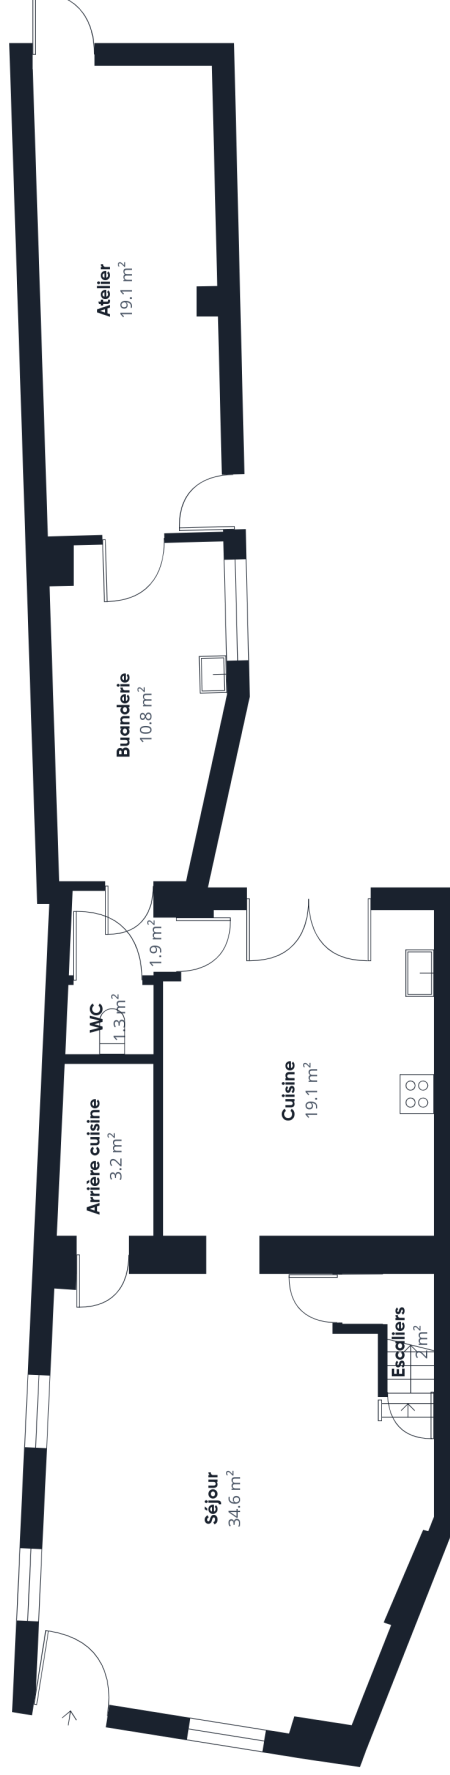 Atelier
19.1 m²
Buanderie
10.8 m²
1.9 m²
WC
1.3 m²
Cuisine
19.1 m²
Arrière cuisine
3.2 m²
Escaliers
2 m²
Séjour
34.6 m²